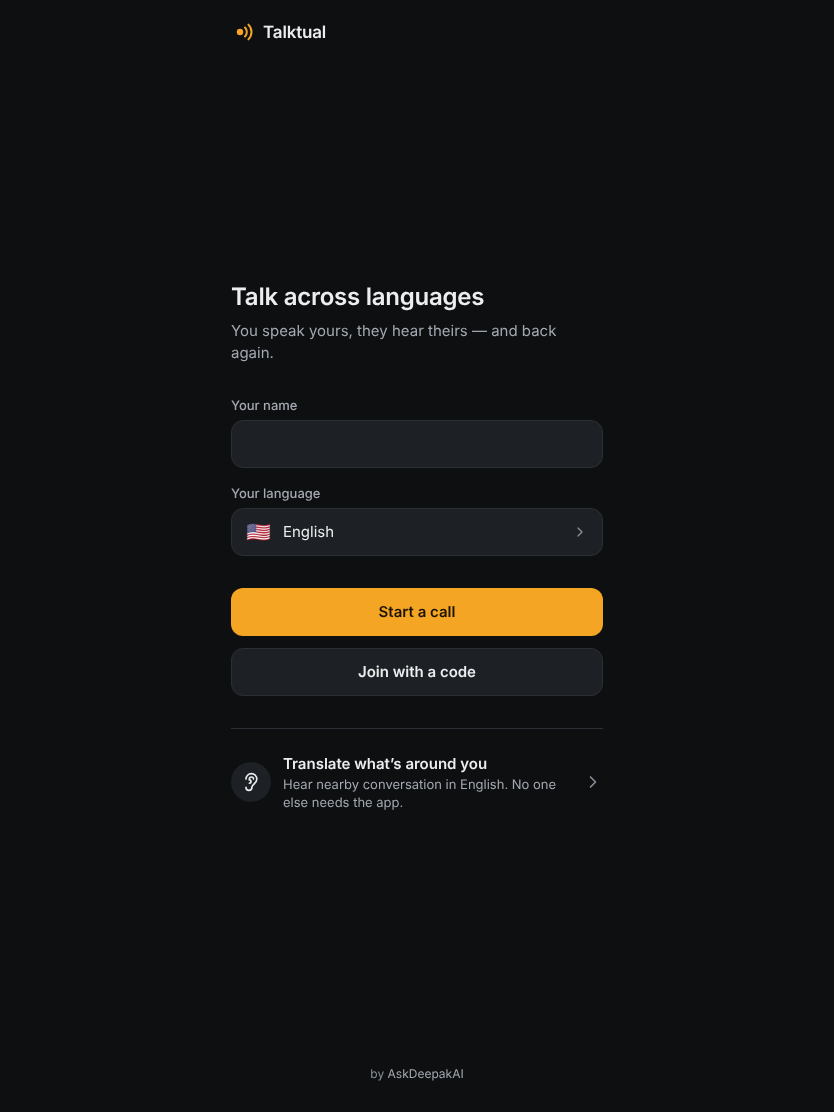 Talktual
Talk across languages
You speak yours, they hear theirs — and back
again.
Your name
Your language
English
Start a call
Join with a code
Translate what’s around you
Hear nearby conversation in English. No one
else needs the app.
by AskDeepakAI